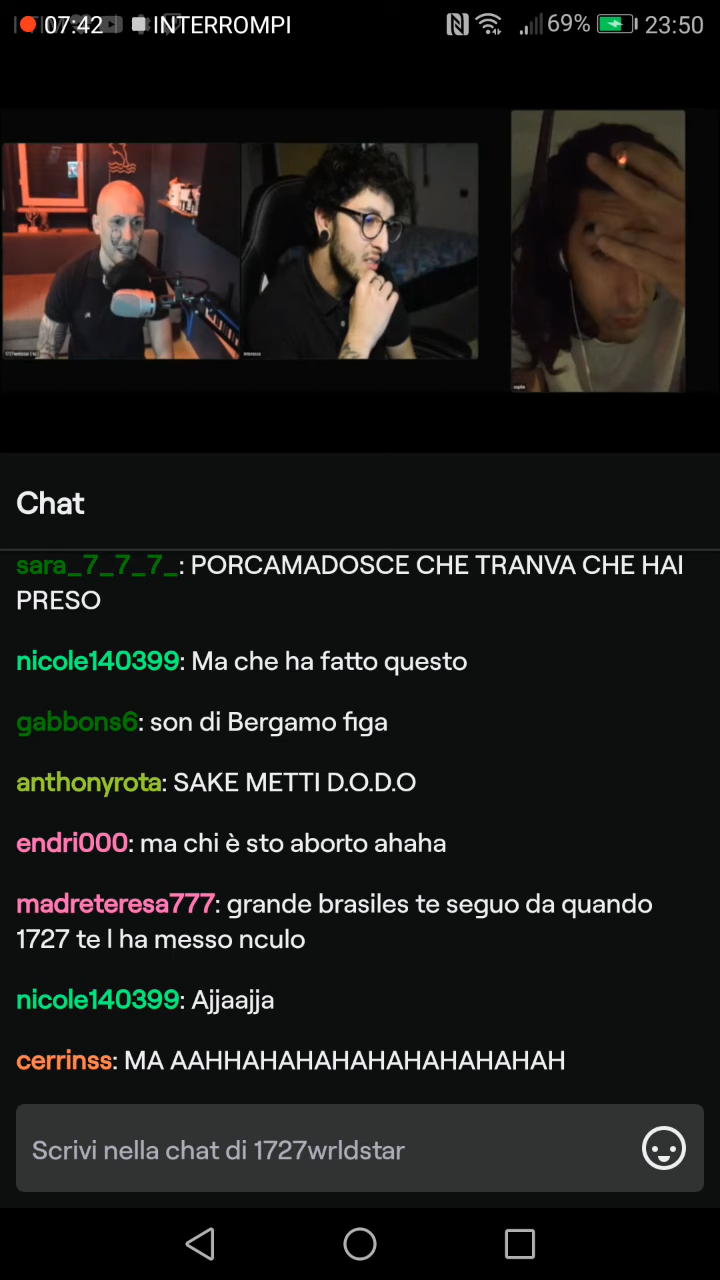 07:42 INTERROMPI 69% 23:50
Chat
sara_7_7_7_: PORCAMADOSCE CHE TRANVA CHE HAI
PRESO
nicole140399: Ma che ha fatto questo
gabbons6: son di Bergamo figa
anthonyrota: SAKE METTI D.O.D.O
endri000: ma chi è sto aborto ahaha
madreteresa777: grande brasiles te seguo da quando
1727 te l ha messo nculo
nicole140399: Ajjaajja
cerrinss: MA AAHHAHAHAHAHAHAHAHAHAH
Scrivi nella chat di 1727wrldstar